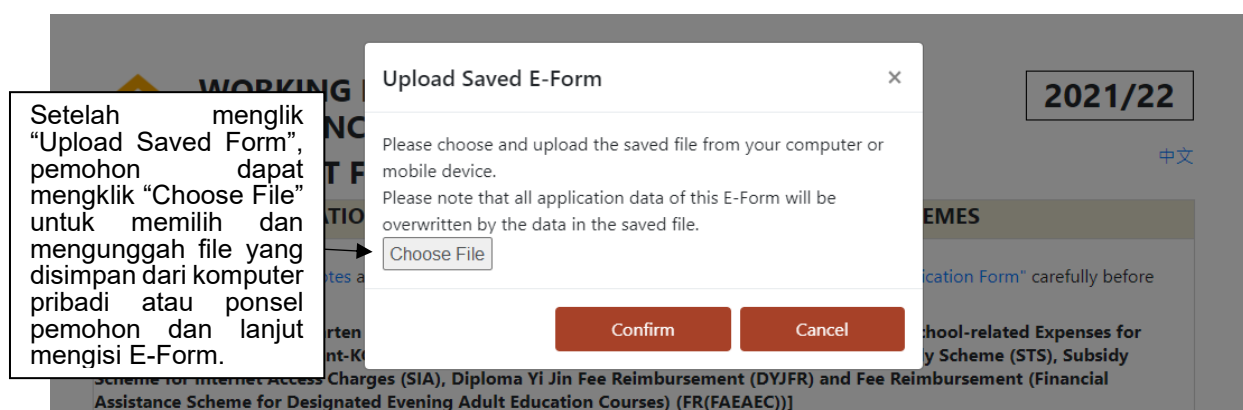 WORKING
2021/22
中文
Upload Saved E-Form
×
Please choose and upload the saved file from your computer or
mobile device.
Please note that all application data of this E-Form will be
overwritten by the data in the saved file.
Choose File
Confirm
Cancel
Setelah menglik
“Upload Saved Form”,
pemohon dapat
mengklik “Choose File”
untuk memilih dan
mengunggah file yang
disimpan dari komputer
pribadi atau ponsel
pemohon dan lanjut
mengisi E-Form.
EMES
ication Form" carefully before
hool-related Expenses for
y Scheme (STS), Subsidy
Scheme for Internet Access Charges (SIA), Diploma Yi Jin Fee Reimbursement (DYJFR) and Fee Reimbursement (Financial
Assistance Scheme for Designated Evening Adult Education Courses) (FR(FAEAEC))]